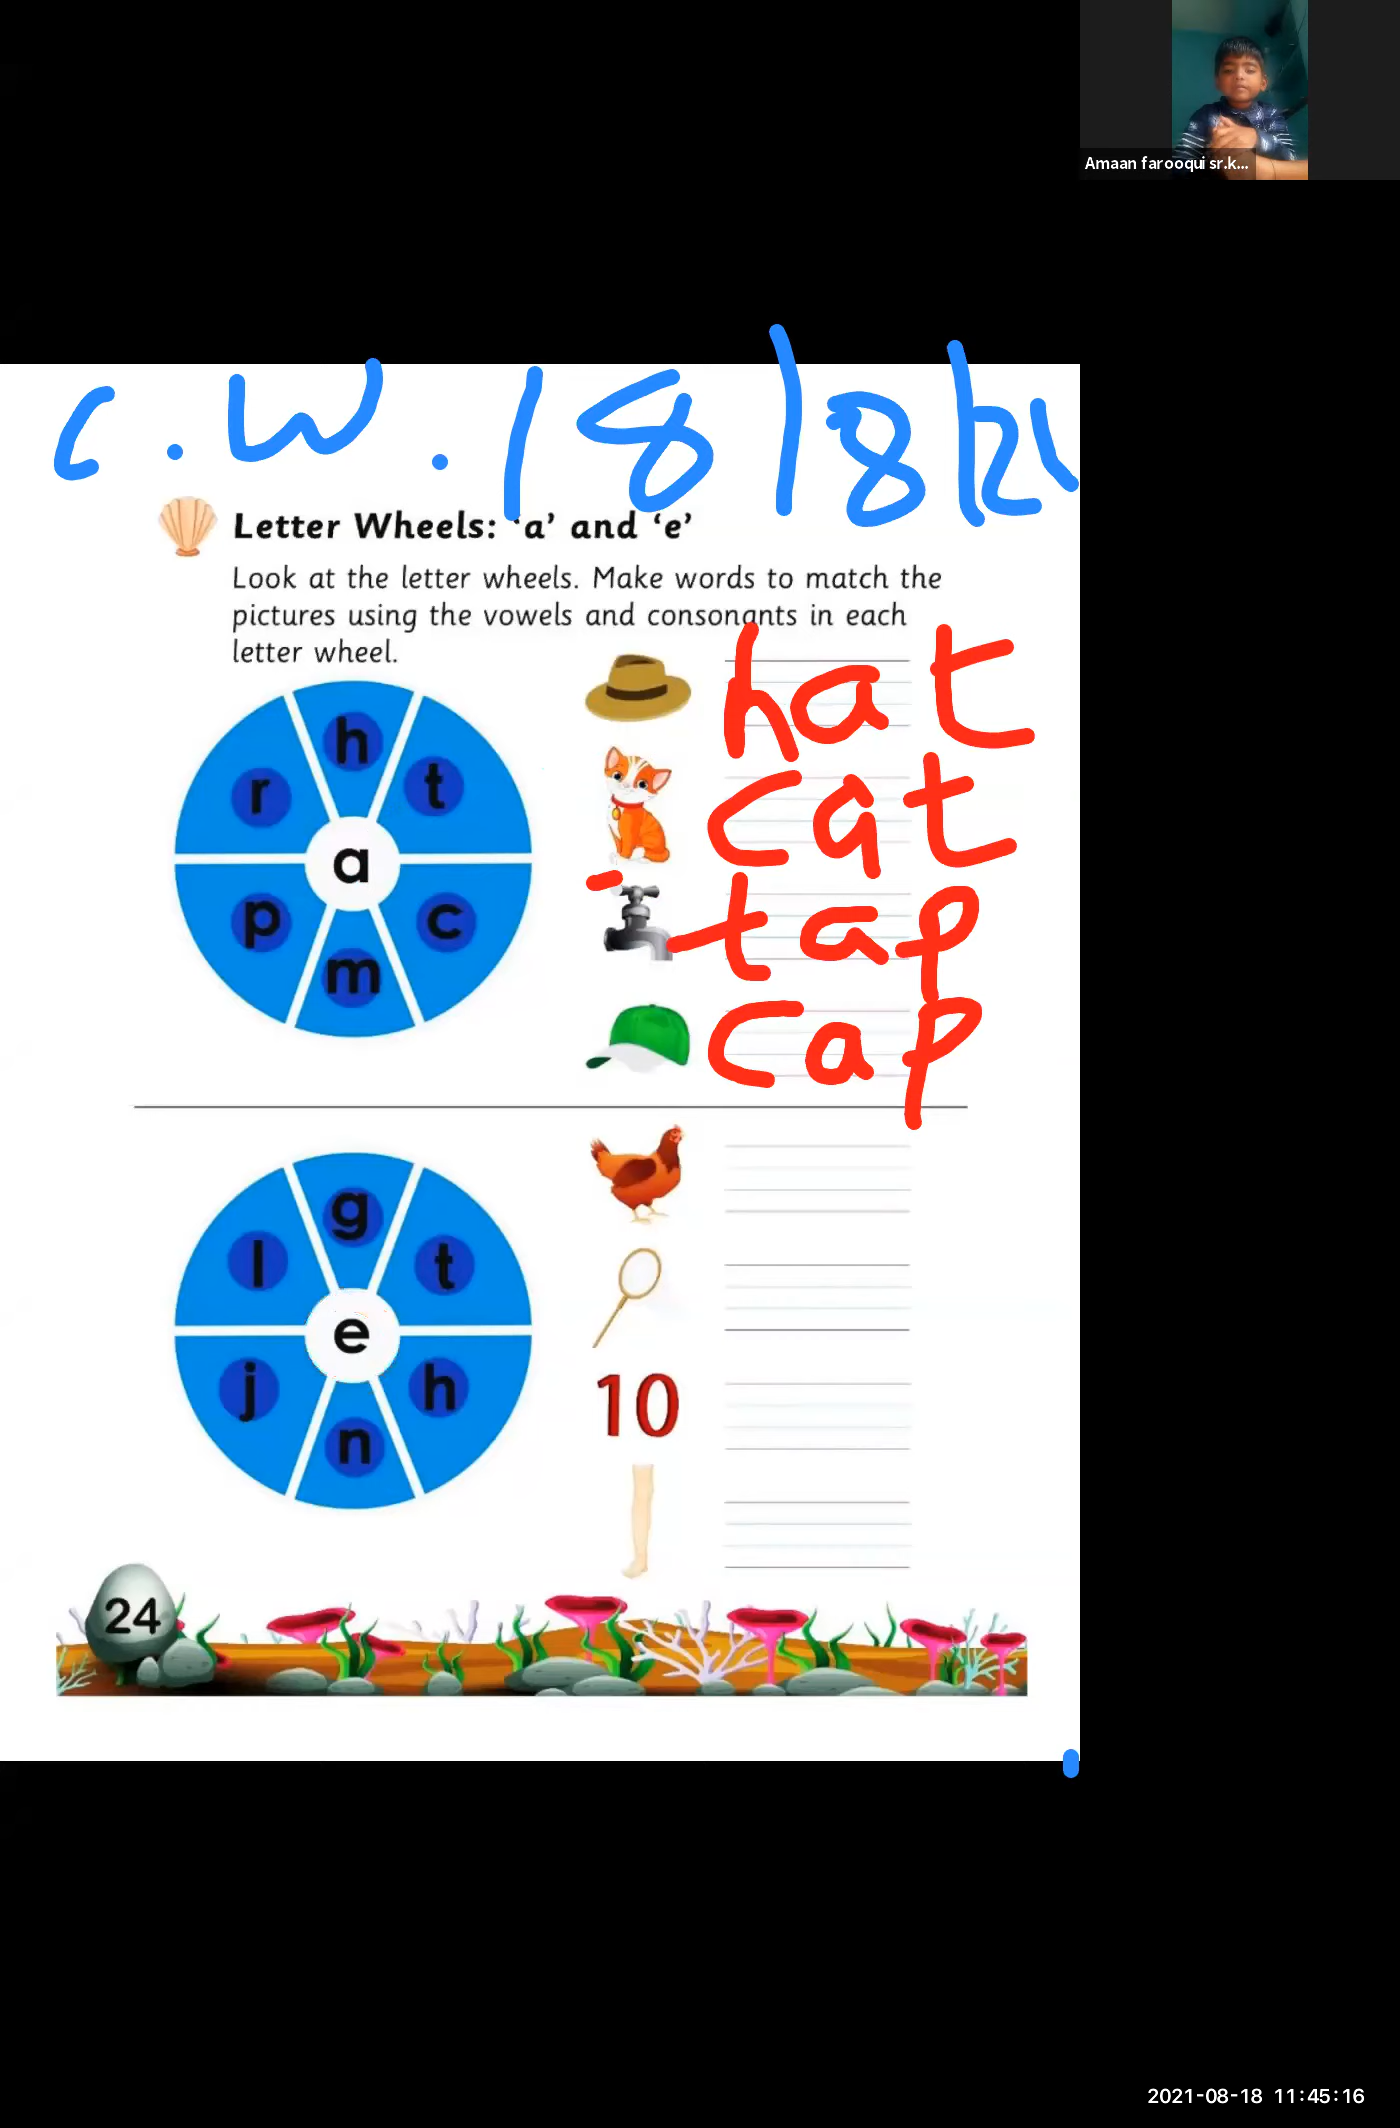 Amaan farooqui sr.k...
C.W. 18/8/21
Letter Wheels: ‘a’ and ‘e’
Look at the letter wheels. Make words to match the
pictures using the vowels and consonants in each
letter wheel.
hat
h
t
r
a
p
c
m
cat
tap
cap
g
l
t
e
j
h
n
10
24
2021-08-18 11:45:16